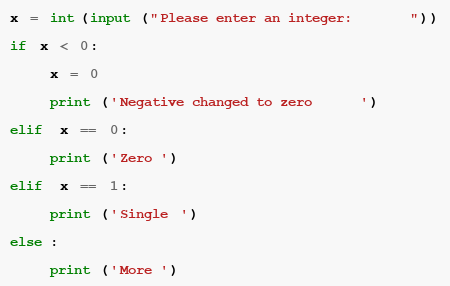 x = int(input ("Please enter an integer: "))
if x < 0:
    x = 0
    print ('Negative changed to zero ')
elif x == 0:
    print ('Zero ')
elif x == 1:
    print ('Single ')
else :
    print ('More ')